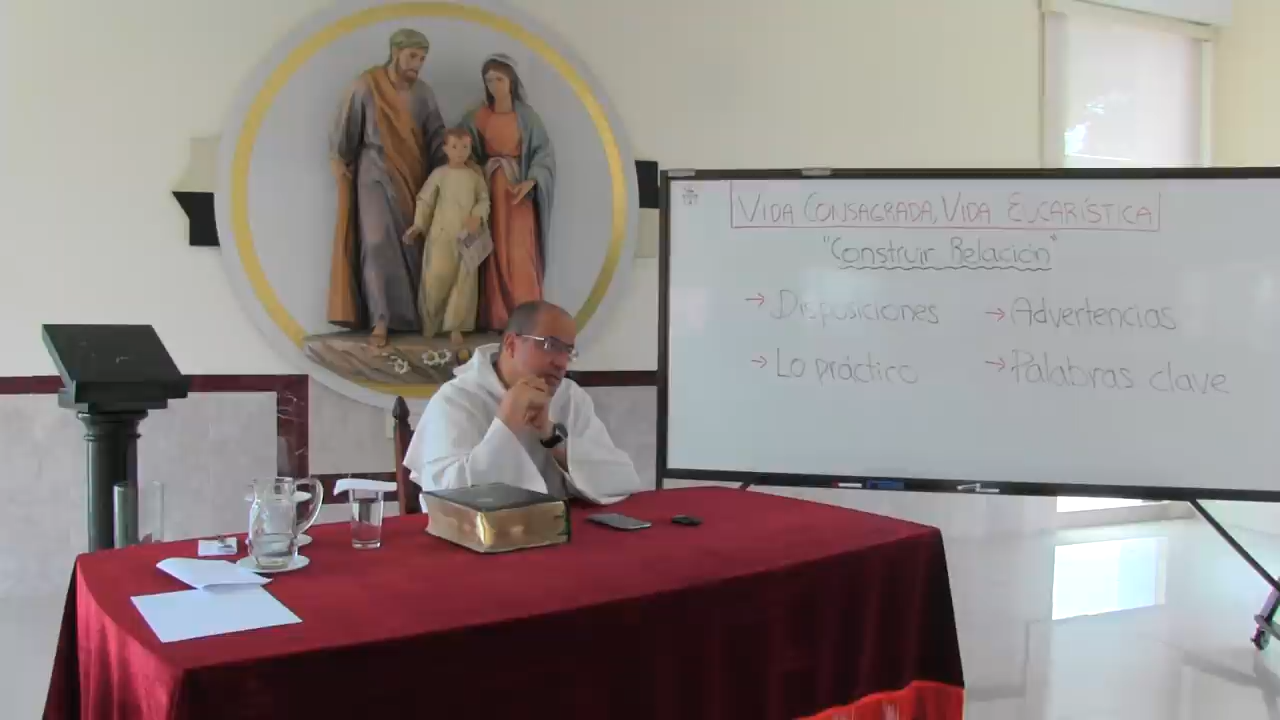 VIDA CONSAGRADA, VIDA EUCARÍSTICA
"Construir Relación"
→ Disposiciones → Advertencias
→ Lo práctico → Palabras clave